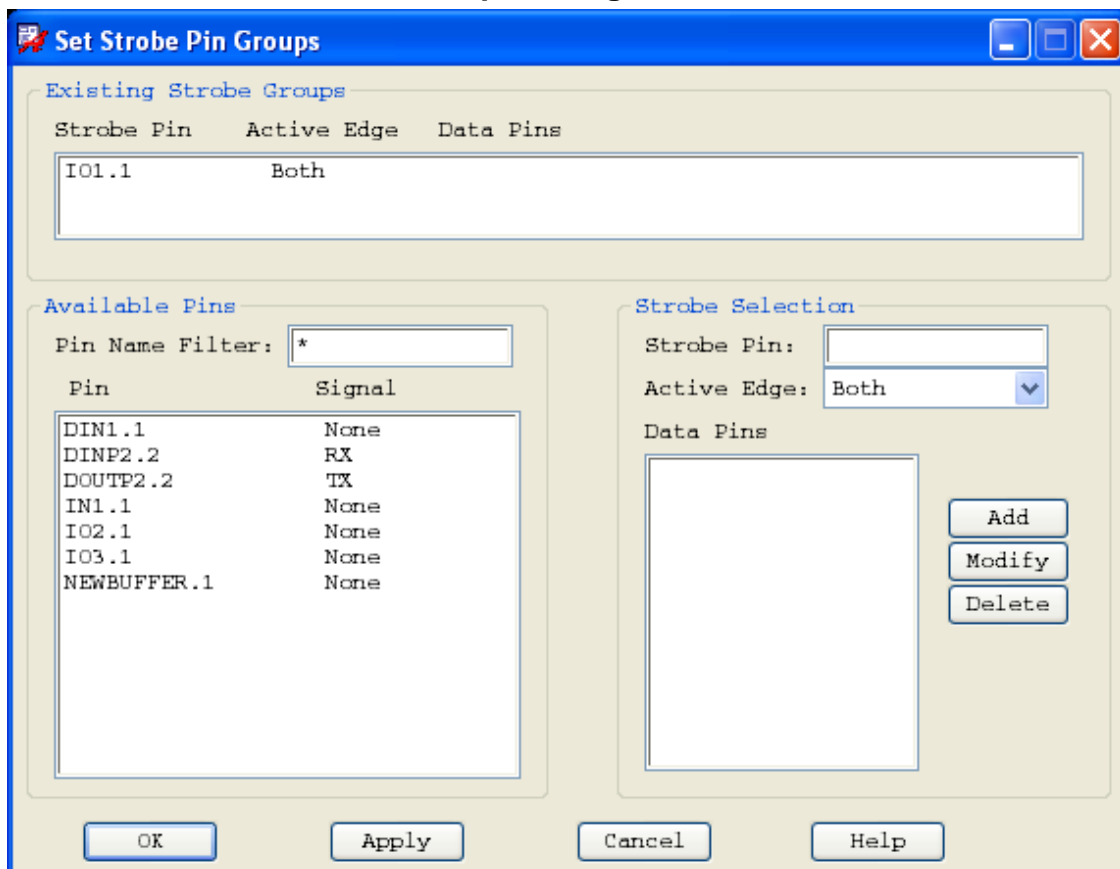 Set Strobe Pin Groups
Existing Strobe Groups
Strobe Pin Active Edge Data Pins
IO1.1 Both
Available Pins
Pin Name Filter: *
Pin Signal
DIN1.1 None
DINP2.2 RX
DOUTP2.2 TX
IN1.1 None
IO2.1 None
IO3.1 None
NEWBUFFER.1 None
Strobe Selection
Strobe Pin:
Active Edge: Both
Data Pins
Add
Modify
Delete
OK Apply Cancel Help